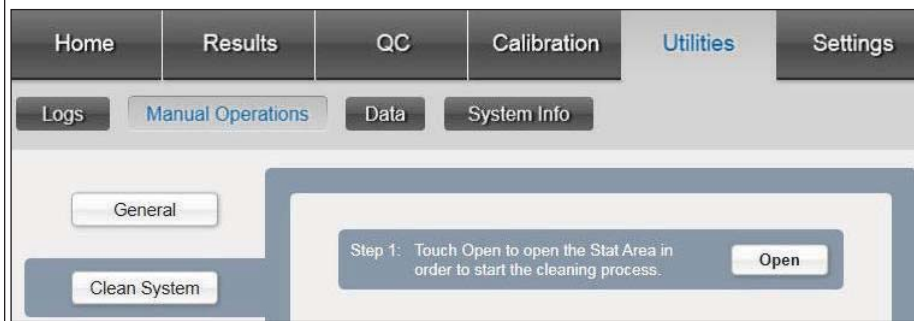 Home Results QC Calibration Utilities Settings
Logs Manual Operations Data System Info
General
Step 1: Touch Open to open the Stat Area in
order to start the cleaning process.
Open
Clean System